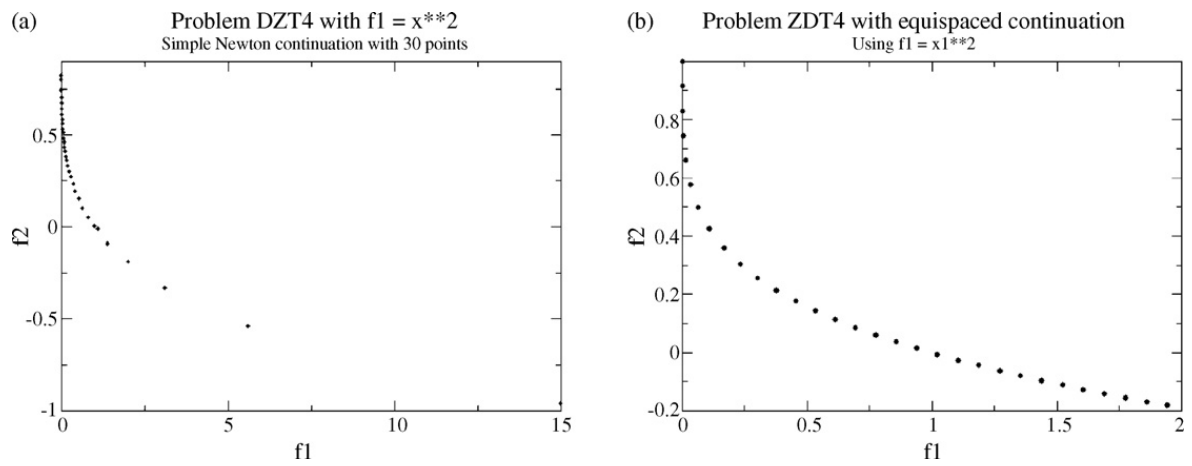 (a)
Problem DZT4 with f1 = x**2
Simple Newton continuation with 30 points
0.5
0
-0.5
-1
f2
0
5
10
15
f1
(b)
Problem ZDT4 with equispaced continuation
Using f1 = x1**2
0.8
0.6
0.4
0.2
0
-0.2
f2
0
0.5
1
1.5
2
f1